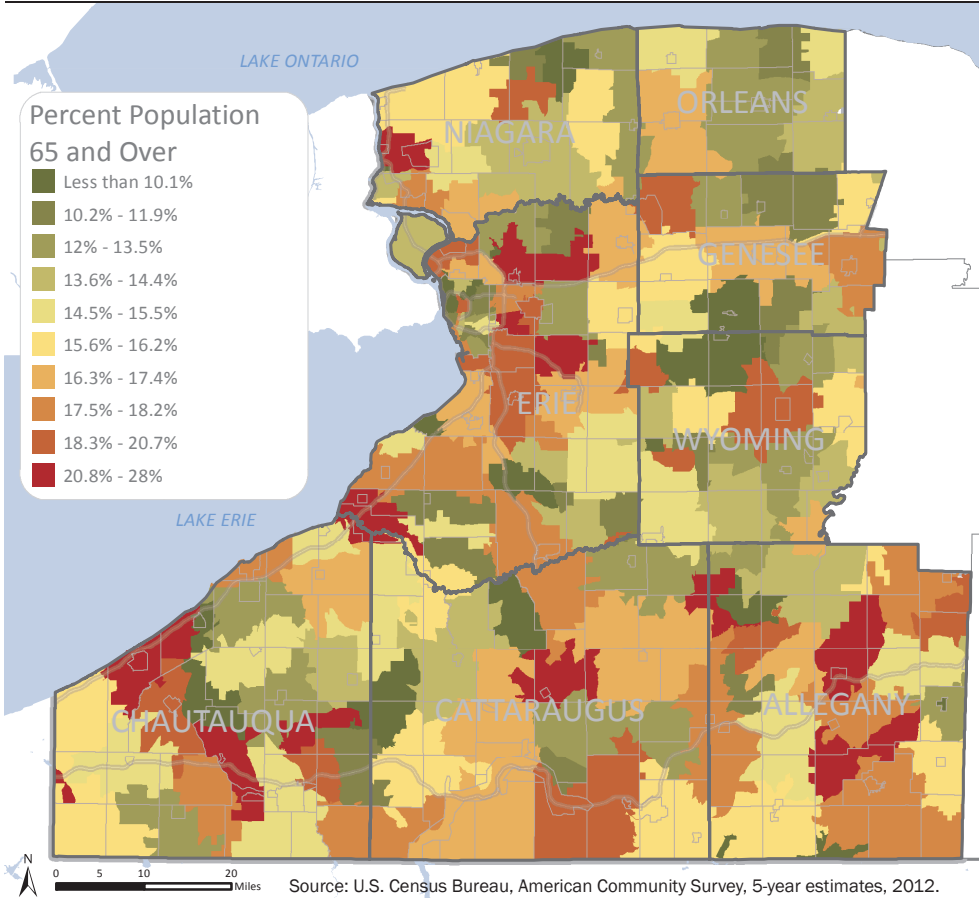 LAKE ONTARIO
Percent Population
65 and Over
Less than 10.1%
10.2% - 11.9%
12% - 13.5%
13.6% - 14.4%
14.5% - 15.5%
15.6% - 16.2%
16.3% - 17.4%
17.5% - 18.2%
18.3% - 20.7%
20.8% - 28%
ORLEANS
NIAGARA
GENESEE
ERIE
WYOMING
LAKE ERIE
CHAUTAUQUA
CATTARAUGUS
ALLEGANY
N
0 5 10 20
Miles
Source: U.S. Census Bureau, American Community Survey, 5-year estimates, 2012.